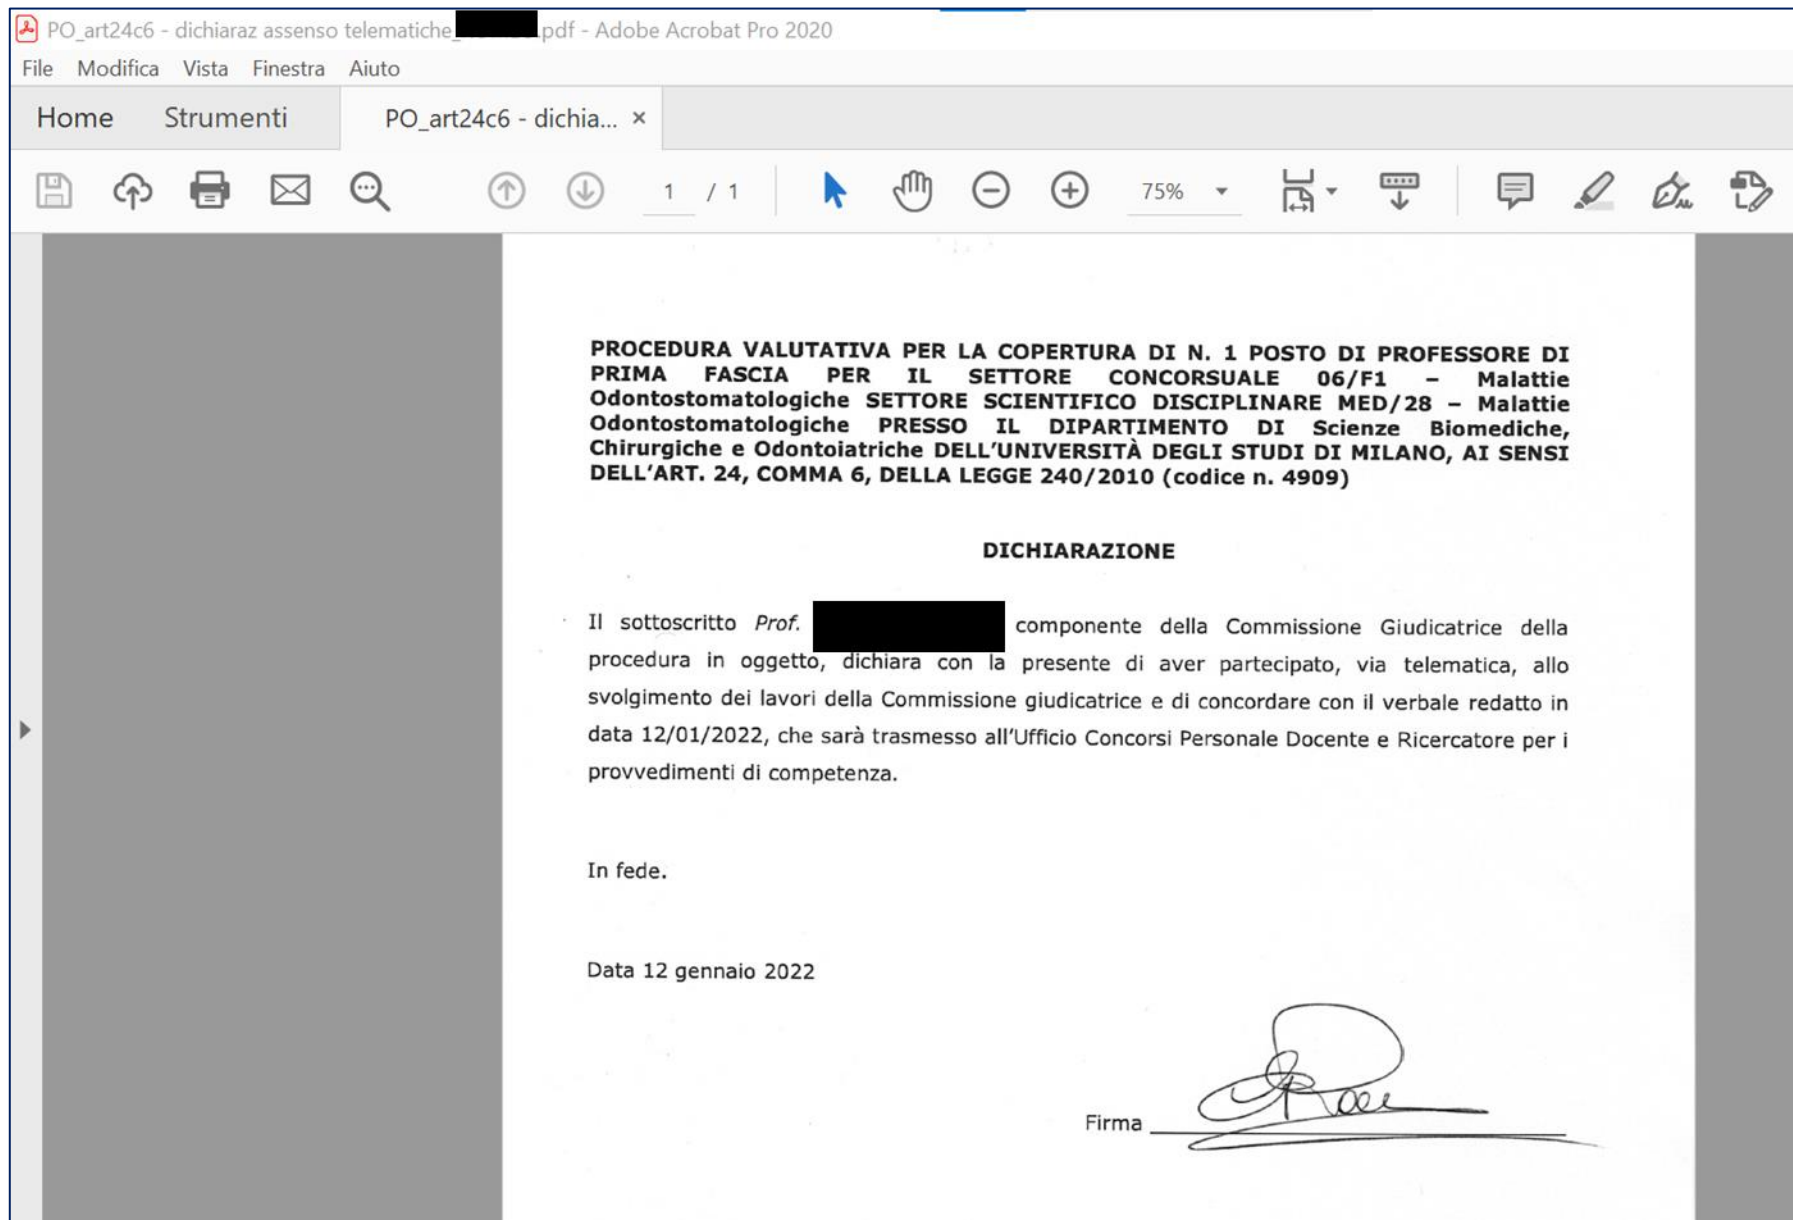 PO_art24c6 - dichiaraz assenso telematiche_ .pdf - Adobe Acrobat Pro 2020
File Modifica Vista Finestra Aiuto
Home Strumenti PO_art24c6 - dichia... ×
1 / 1 75%
PROCEDURA VALUTATIVA PER LA COPERTURA DI N. 1 POSTO DI PROFESSORE DI
PRIMA FASCIA PER IL SETTORE CONCORSUALE 06/F1 – Malattie
Odontostomatologiche SETTORE SCIENTIFICO DISCIPLINARE MED/28 – Malattie
Odontostomatologiche PRESSO IL DIPARTIMENTO DI Scienze Biomediche,
Chirurgiche e Odontoiatriche DELL'UNIVERSITÀ DEGLI STUDI DI MILANO, AI SENSI
DELL'ART. 24, COMMA 6, DELLA LEGGE 240/2010 (codice n. 4909)
DICHIARAZIONE
Il sottoscritto Prof. componente della Commissione Giudicatrice della
procedura in oggetto, dichiara con la presente di aver partecipato, via telematica, allo
svolgimento dei lavori della Commissione giudicatrice e di concordare con il verbale redatto in
data 12/01/2022, che sarà trasmesso all'Ufficio Concorsi Personale Docente e Ricercatore per i
provvedimenti di competenza.
In fede.
Data 12 gennaio 2022
Firma